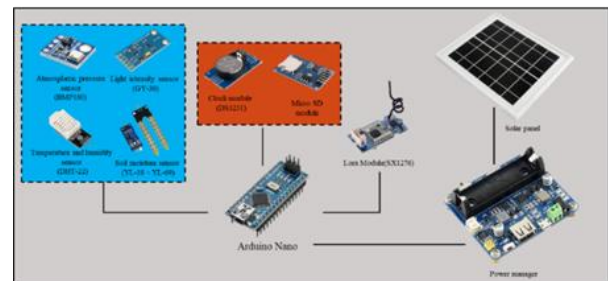 Atmospheric pressure
sensor
(BMP180)
Light intensity sensor
(GY-30)
Temperature and humidity
sensor
(DHT-22)
Soil moisture sensor
(YL-38 + YL-69)
Clock module
(DS3231)
Micro SD
module
Lora Module(SX1276)
Solar panel
Arduino Nano
Power manager